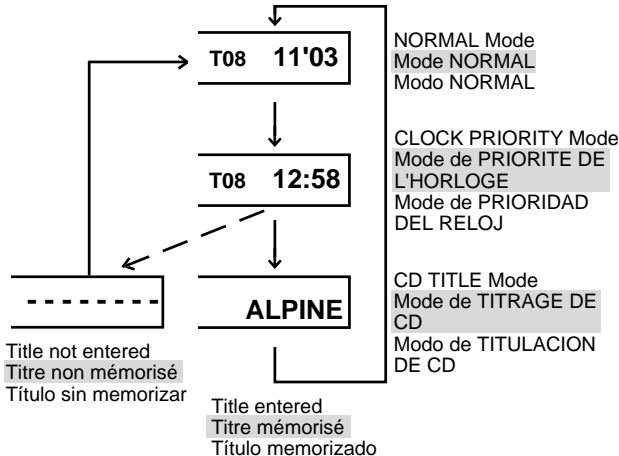 T08 11'03
NORMAL Mode
Mode NORMAL
Modo NORMAL
T08 12:58
CLOCK PRIORITY Mode
Mode de PRIORITE DE
L'HORLOGE
Mode de PRIORIDAD
DEL RELOJ
- - - - - - - -
ALPINE
CD TITLE Mode
Mode de TITRAGE DE
CD
Modo de TITULACION
DE CD
Title not entered
Titre non mémorisé
Título sin memorizar
Title entered
Titre mémorisé
Título memorizado